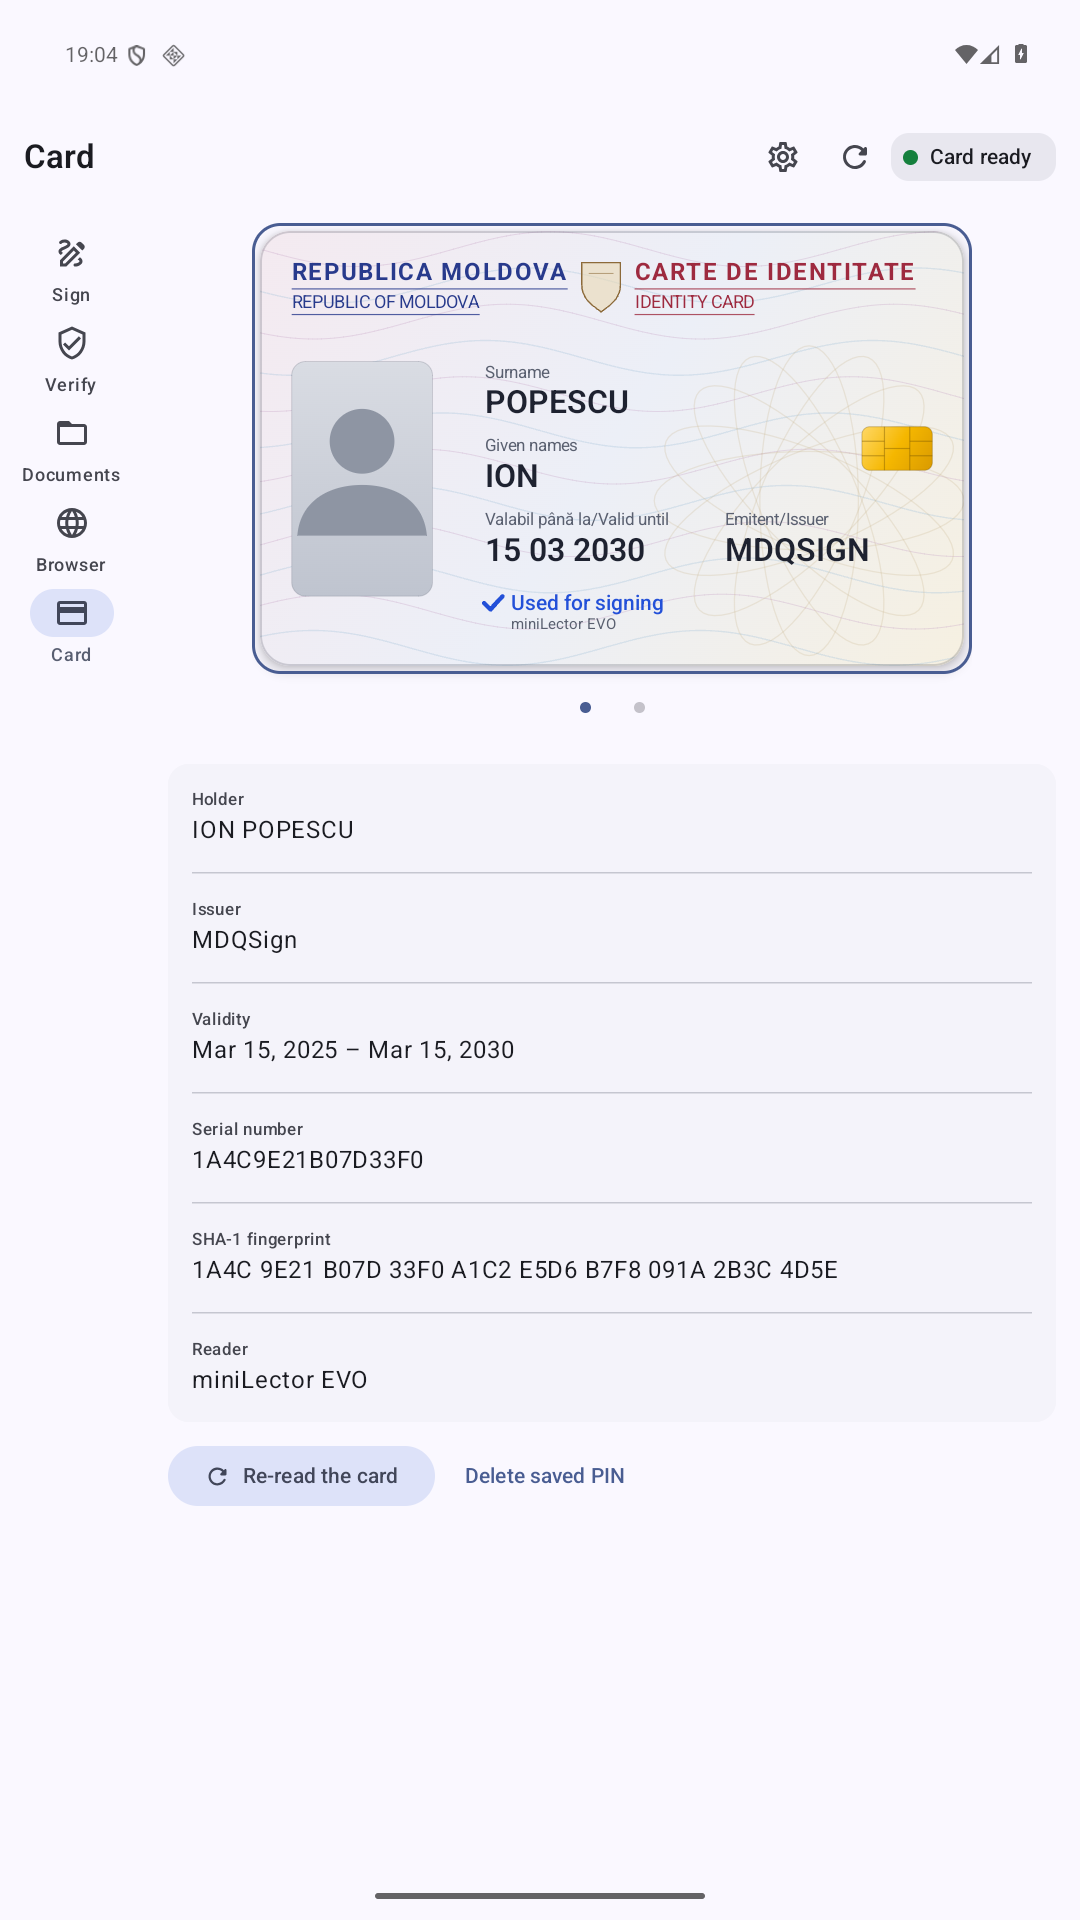 19:04
Card
Card ready
Sign
Verify
Documents
Browser
Card
REPUBLICA MOLDOVA
REPUBLIC OF MOLDOVA
CARTE DE IDENTITATE
IDENTITY CARD
Surname
POPESCU
Given names
ION
Valabil până la/Valid until
15 03 2030
Emitent/Issuer
MDQSIGN
Used for signing
miniLector EVO
Holder
ION POPESCU
Issuer
MDQSign
Validity
Mar 15, 2025 – Mar 15, 2030
Serial number
1A4C9E21B07D33F0
SHA-1 fingerprint
1A4C 9E21 B07D 33F0 A1C2 E5D6 B7F8 091A 2B3C 4D5E
Reader
miniLector EVO
Re-read the card
Delete saved PIN